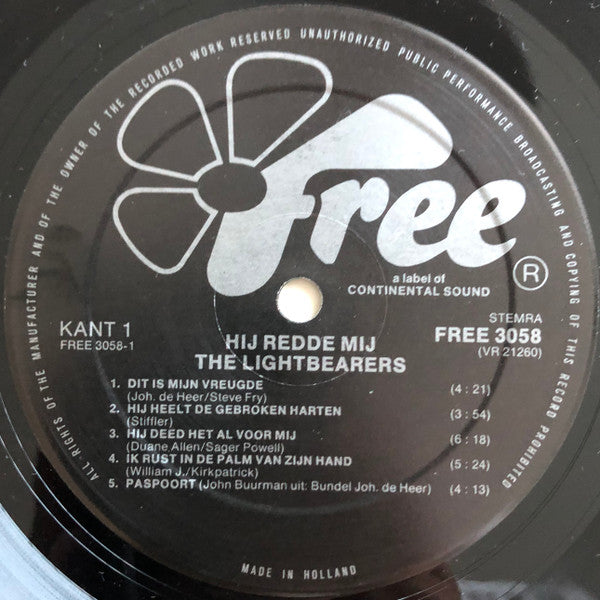 ALL RIGHTS OF THE MANUFACTURER AND OF THE OWNER OF THE RECORDED WORK RESERVED UNAUTHORIZED PUBLIC PERFORMANCE BROADCASTING AND COPYING OF THIS RECORD PROHIBITED
Free
a label of
CONTINENTAL SOUND
R
KANT 1
FREE 3058-1
HIJ REDDE MIJ
THE LIGHTBEARERS
STEMRA
FREE 3058
(VR 21260)
1. DIT IS MIJN VREUGDE (4:21)
(Joh. de Heer/Steve Fry)
2. HIJ HEELT DE GEBROKEN HARTEN (3:54)
(Stiffler)
3. HIJ DEED HET AL VOOR MIJ (6:18)
(Duane Allen/Sager Powell)
4. IK RUST IN DE PALM VAN ZIJN HAND (5:24)
(William J./Kirkpatrick)
5. PASPOORT (John Buurman uit: Bundel Joh. de Heer) (4:13)
MADE IN HOLLAND